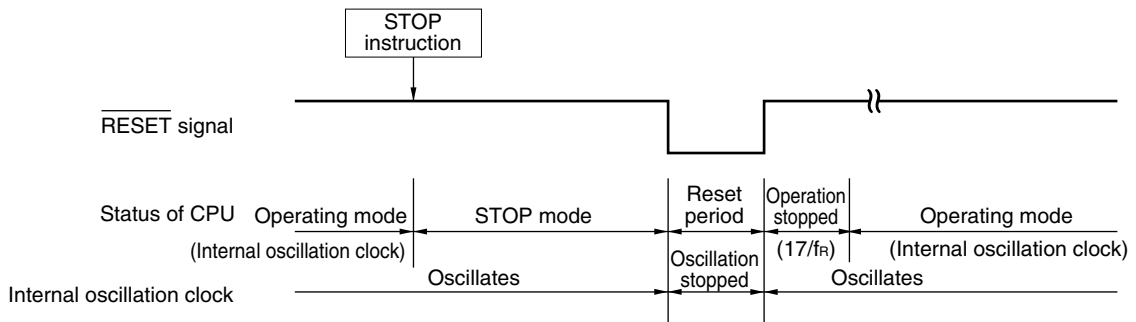 STOP
instruction
RESET signal
Status of CPU
Operating mode
(Internal oscillation clock)
STOP mode
Reset
period
Operation
stopped
(17/fR)
Operating mode
(Internal oscillation clock)
Internal oscillation clock
Oscillates
Oscillation
stopped
Oscillates